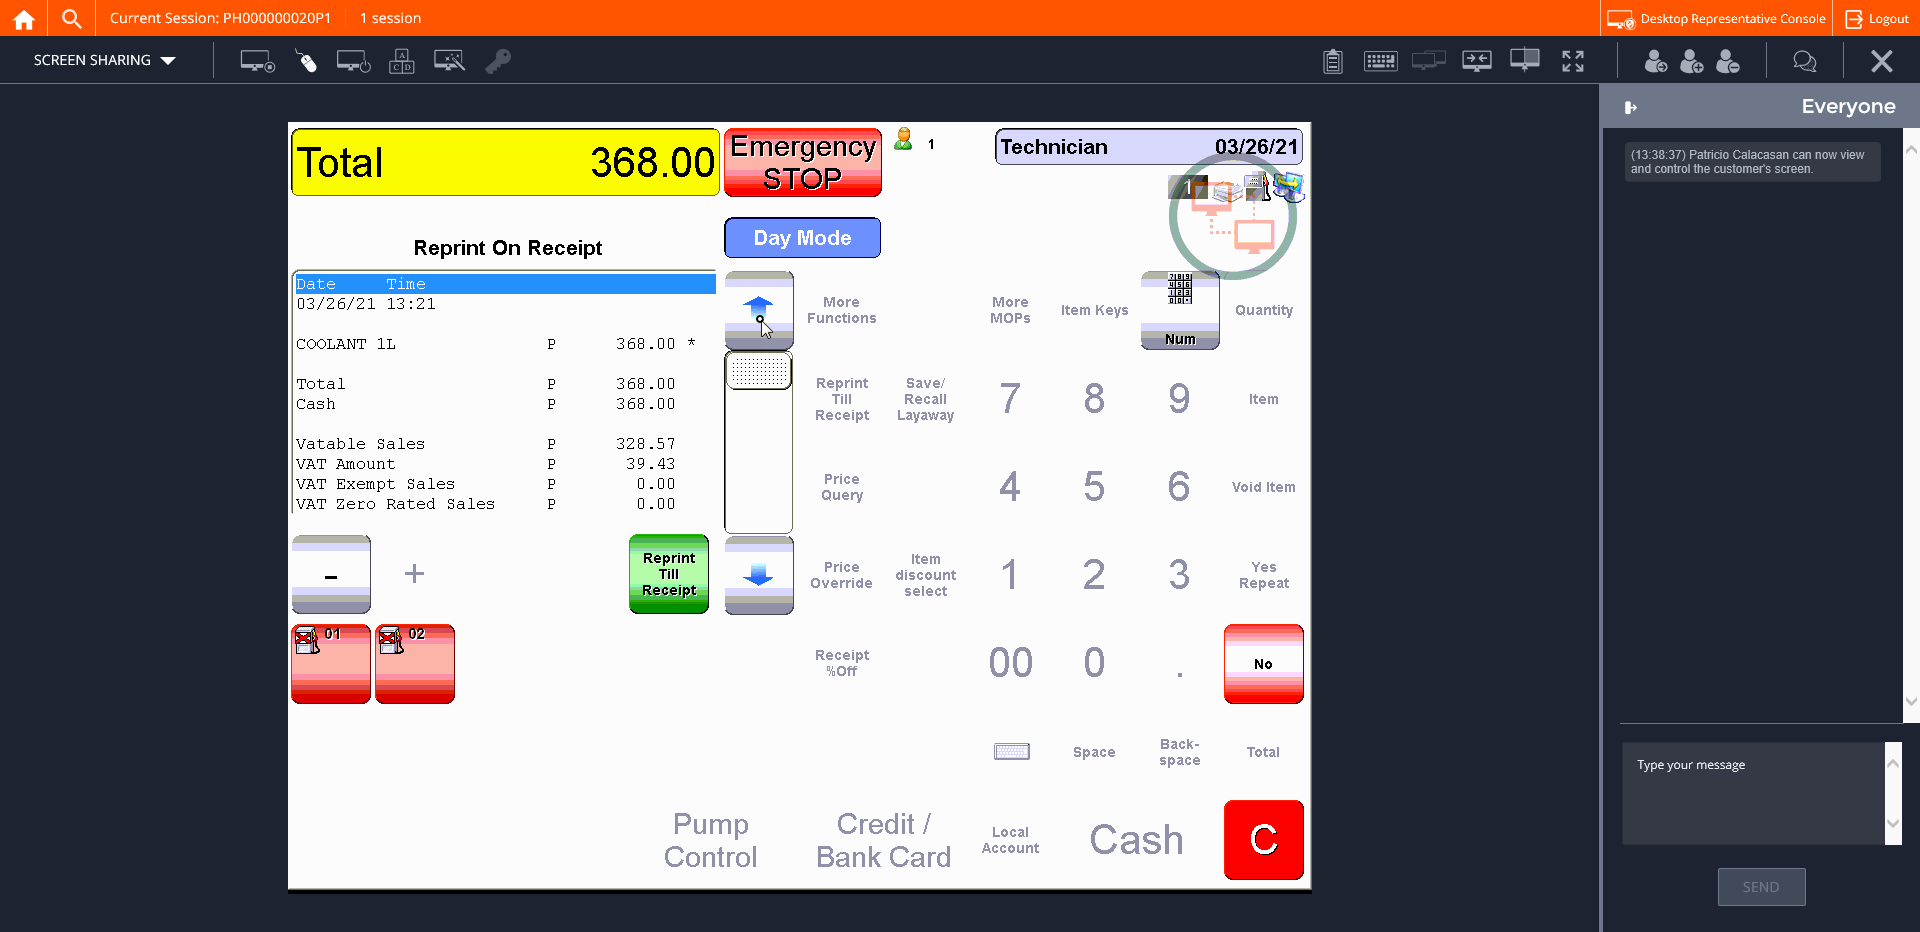 Current Session: PH000000020P1
1 session
Desktop Representative Console
Logout
SCREEN SHARING
Everyone
(13:38:37) Patricio Calacasan can now view
and control the customer's screen.
Type your message
SEND
Total 368.00
Emergency
STOP
1
Technician 03/26/21
1
Day Mode
Reprint On Receipt
Date Time
03/26/21 13:21
COOLANT 1L P 368.00 *
Total P 368.00
Cash P 368.00
Vatable Sales P 328.57
VAT Amount P 39.43
VAT Exempt Sales P 0.00
VAT Zero Rated Sales P 0.00
-
+
Reprint
Till
Receipt
01
02
More
Functions
More
MOPs
Item Keys
Num
Quantity
Reprint
Till
Receipt
Save/
Recall
Layaway
7
8
9
Item
Price
Query
4
5
6
Void Item
Price
Override
Item
discount
select
1
2
3
Yes
Repeat
Receipt
%Off
00
0
.
No
Space
Back-
space
Total
Pump
Control
Credit /
Bank Card
Local
Account
Cash
C